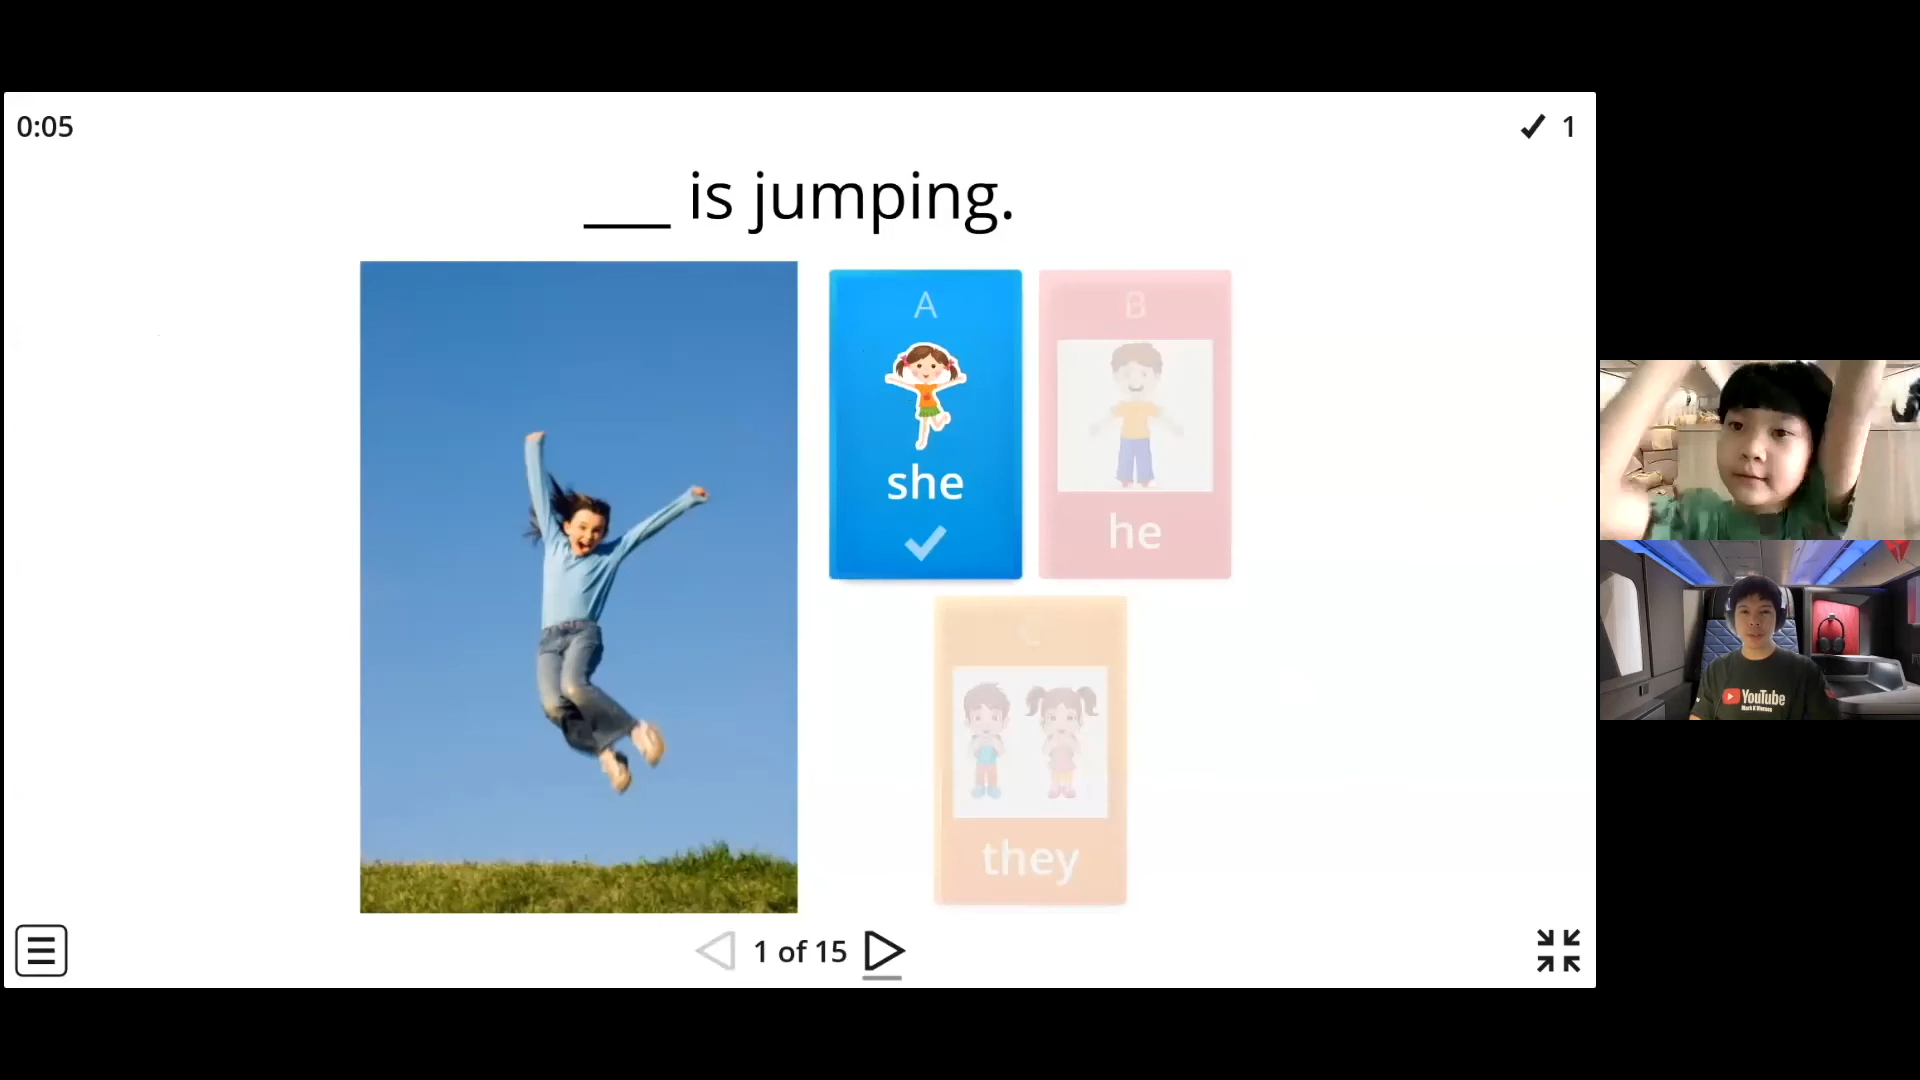 0:05
1
___ is jumping.
A
she
B
he
C
they
1 of 15
YouTube